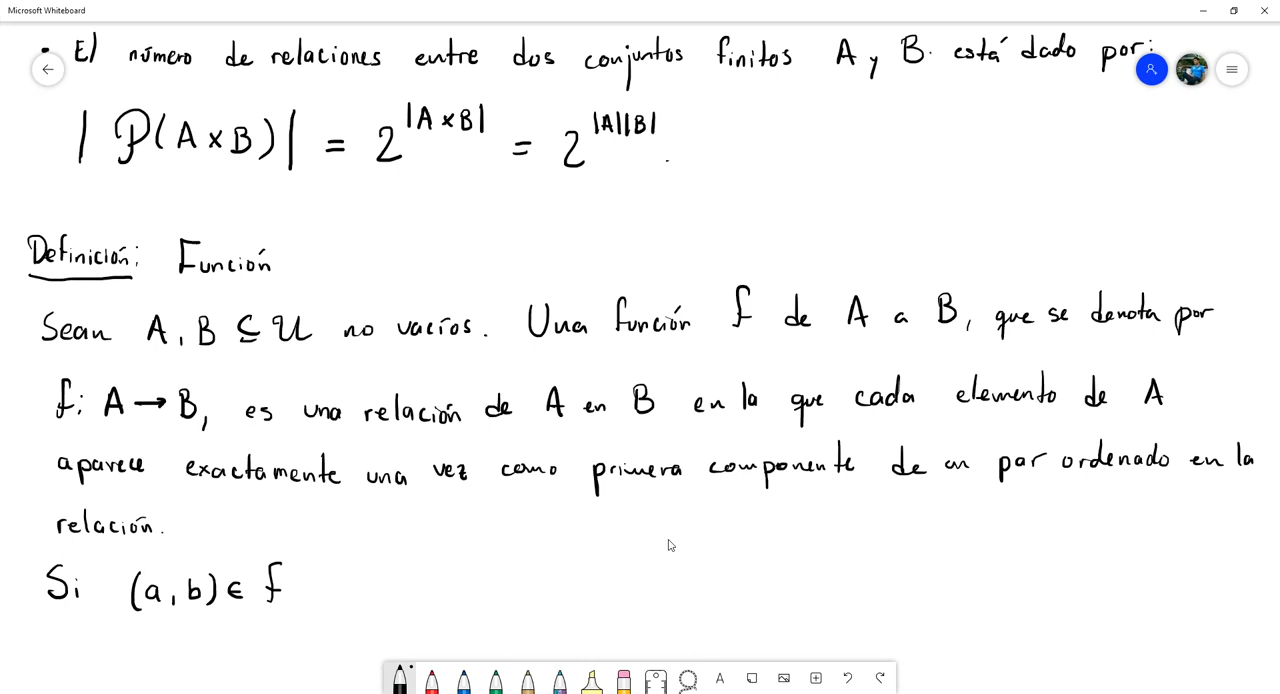 Microsoft Whiteboard
• El número de relaciones entre dos conjuntos finitos A y B. está dado por:
| P(A×B)| = 2^|A×B| = 2^|A||B|.
Definición: Función
Sean A, B ⊆ U no vacíos. Una función f de A a B, que se denota por
f: A → B, es una relación de A en B en la que cada elemento de A
aparece exactamente una vez como primera componente de un par ordenado en la
relación.
Si (a, b) ∈ f
A